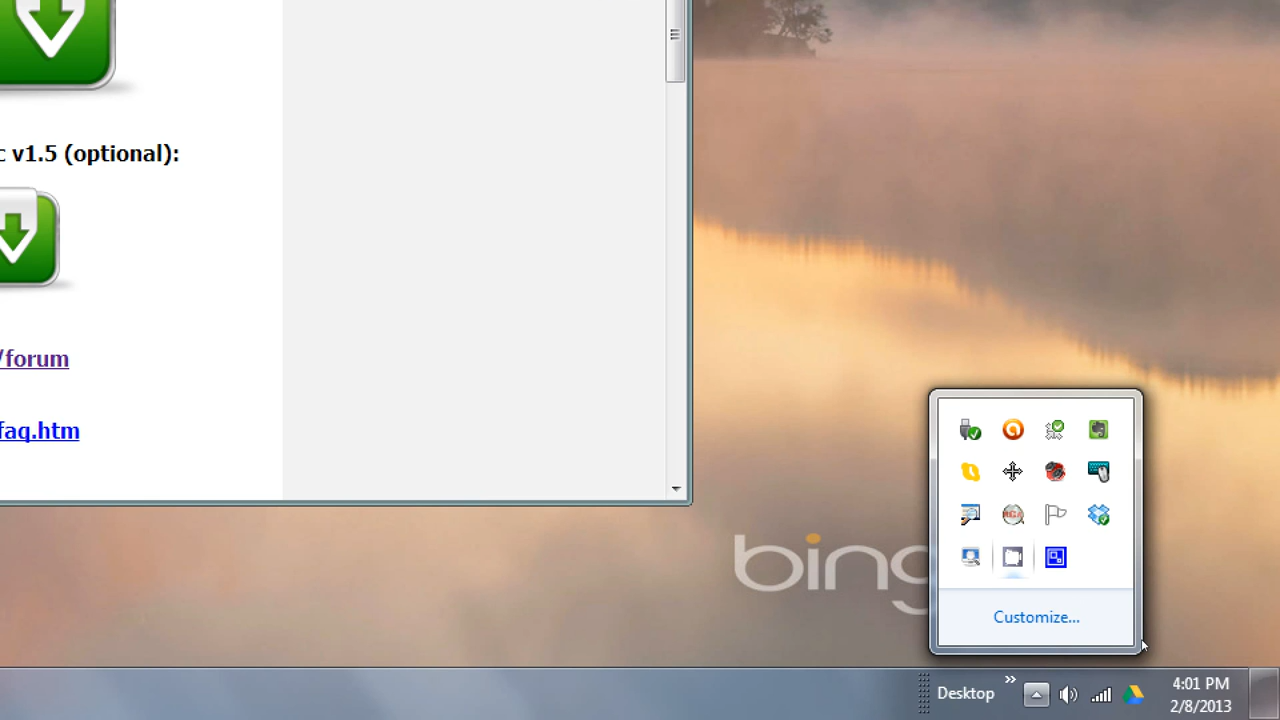 c v1.5 (optional):
/forum
faq.htm
bing
Customize...
Desktop
4:01 PM
2/8/2013